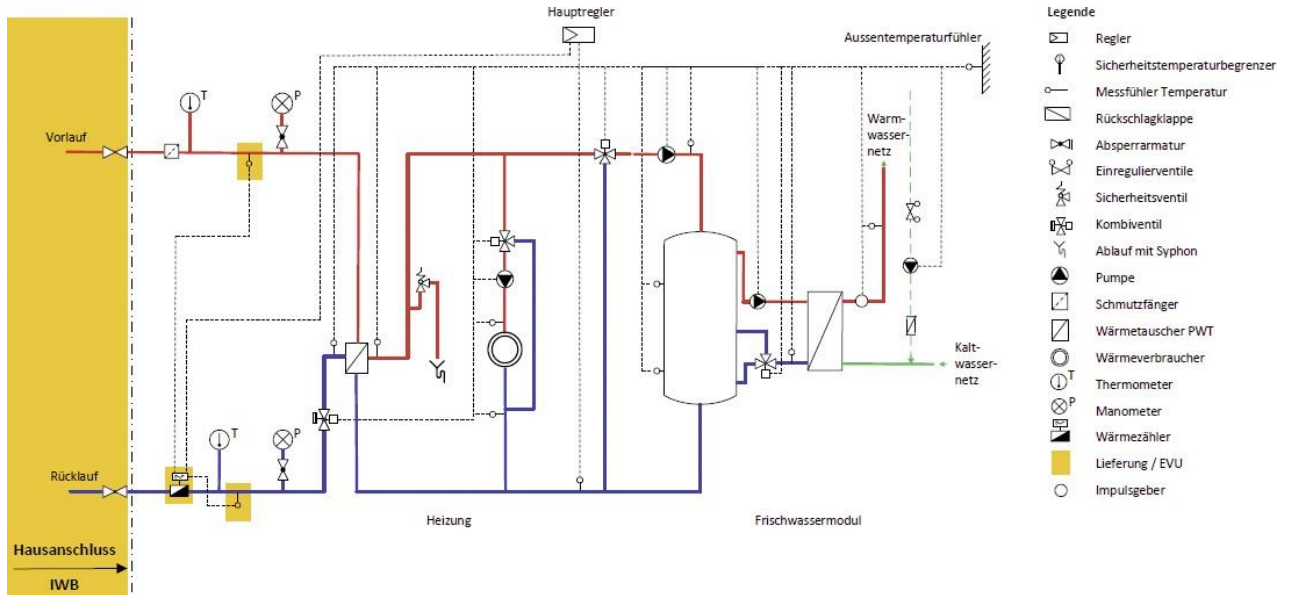 Hauptregler
Aussentemperaturfühler
Vorlauf
T
P
Warm-
wasser-
netz
Kalt-
wasser-
netz
Rücklauf
T
P
Heizung
Frischwassermodul
Hausanschluss
IWB
Legende
Regler
Sicherheitstemperaturbegrenzer
Messfühler Temperatur
Rückschlagklappe
Absperrarmatur
Einregulierventile
Sicherheitsventil
Kombiventil
Ablauf mit Syphon
Pumpe
Schmutzfänger
Wärmetauscher PWT
Wärmeverbraucher
T
Thermometer
P
Manometer
Wärmezähler
Lieferung / EVU
Impulsgeber